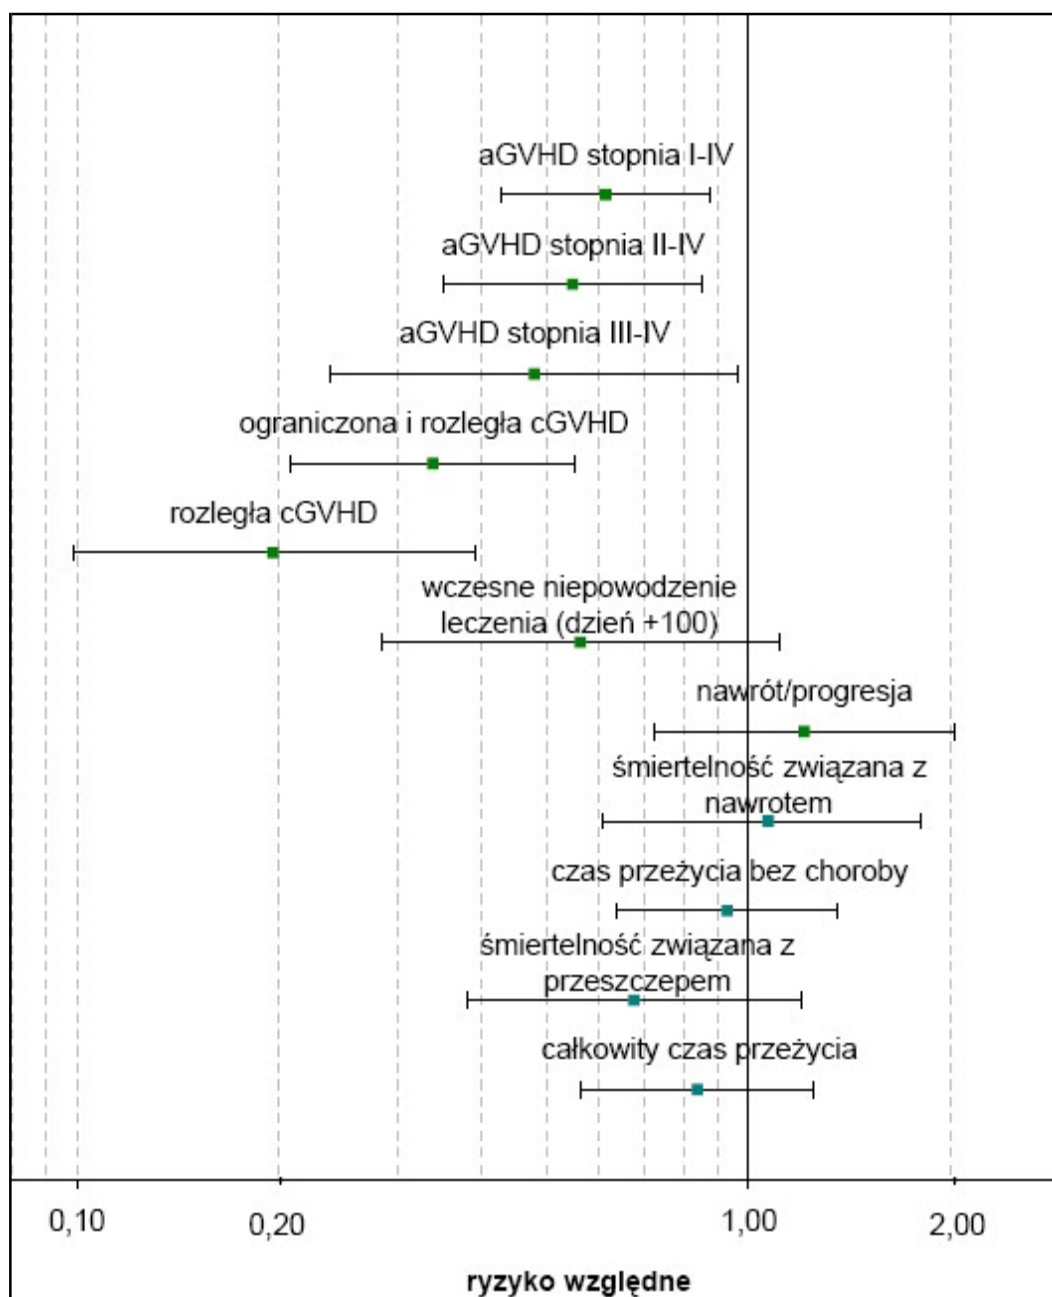 aGVHD stopnia I-IV
aGVHD stopnia II-IV
aGVHD stopnia III-IV
ograniczona i rozległa cGVHD
rozległa cGVHD
wczesne niepowodzenie
leczenia (dzień +100)
nawrót/progresja
śmiertelność związana z
nawrotem
czas przeżycia bez choroby
śmiertelność związana z
przeszczepem
całkowity czas przeżycia
0,10 0,20 1,00 2,00
ryzyko względne